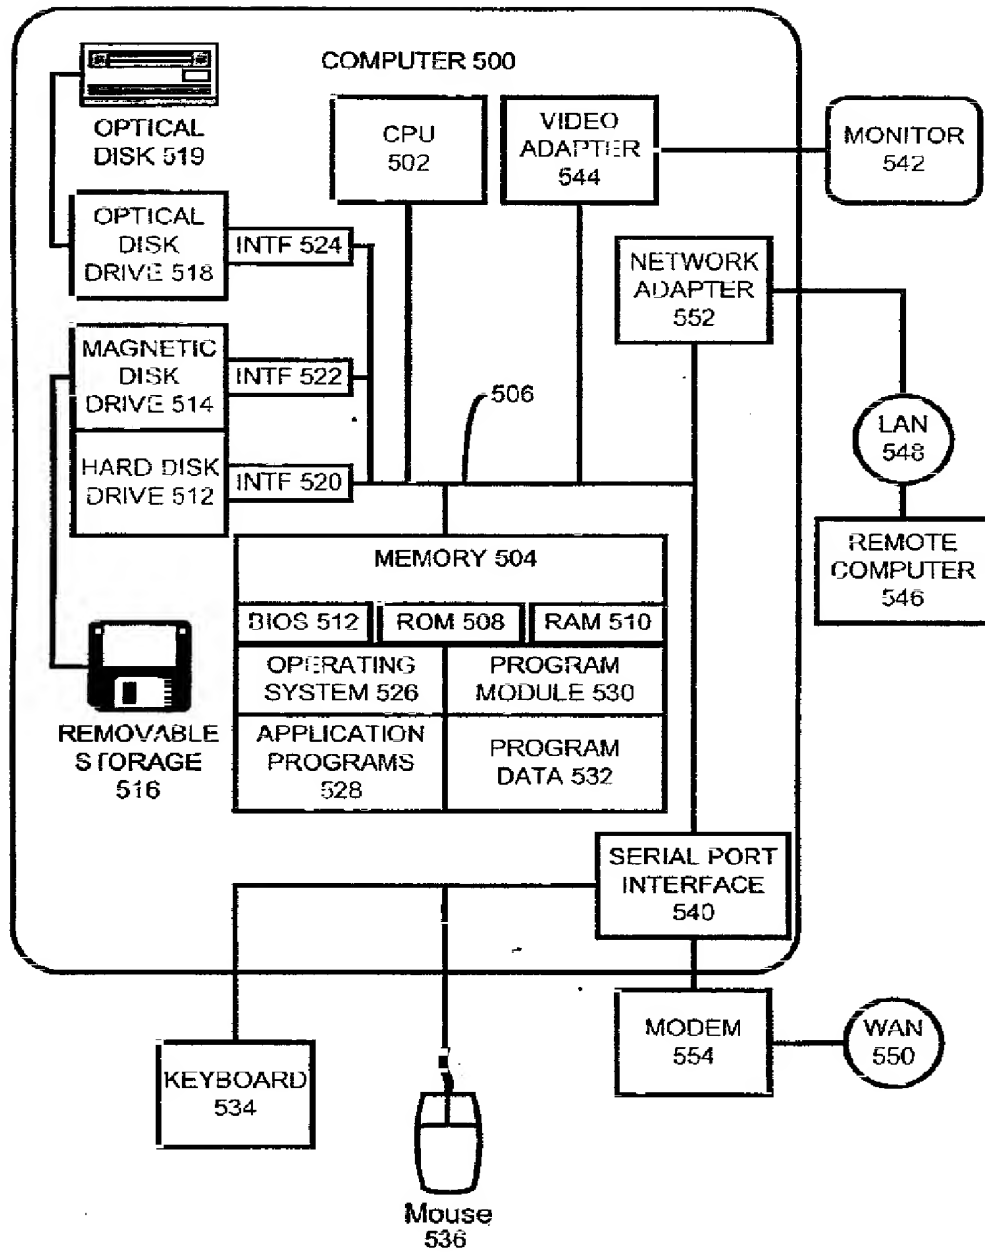 COMPUTER 500
OPTICAL
DISK 519
CPU
502
VIDEO
ADAPTER
544
MONITOR
542
OPTICAL
DISK
DRIVE 518
INTF 524
NETWORK
ADAPTER
552
MAGNETIC
DISK
DRIVE 514
INTF 522
506
LAN
548
HARD DISK
DRIVE 512
INTF 520
REMOTE
COMPUTER
546
MEMORY 504
BIOS 512
ROM 508
RAM 510
OPERATING
SYSTEM 526
PROGRAM
MODULE 530
REMOVABLE
STORAGE
516
APPLICATION
PROGRAMS
528
PROGRAM
DATA 532
SERIAL PORT
INTERFACE
540
MODEM
554
WAN
550
KEYBOARD
534
Mouse
536